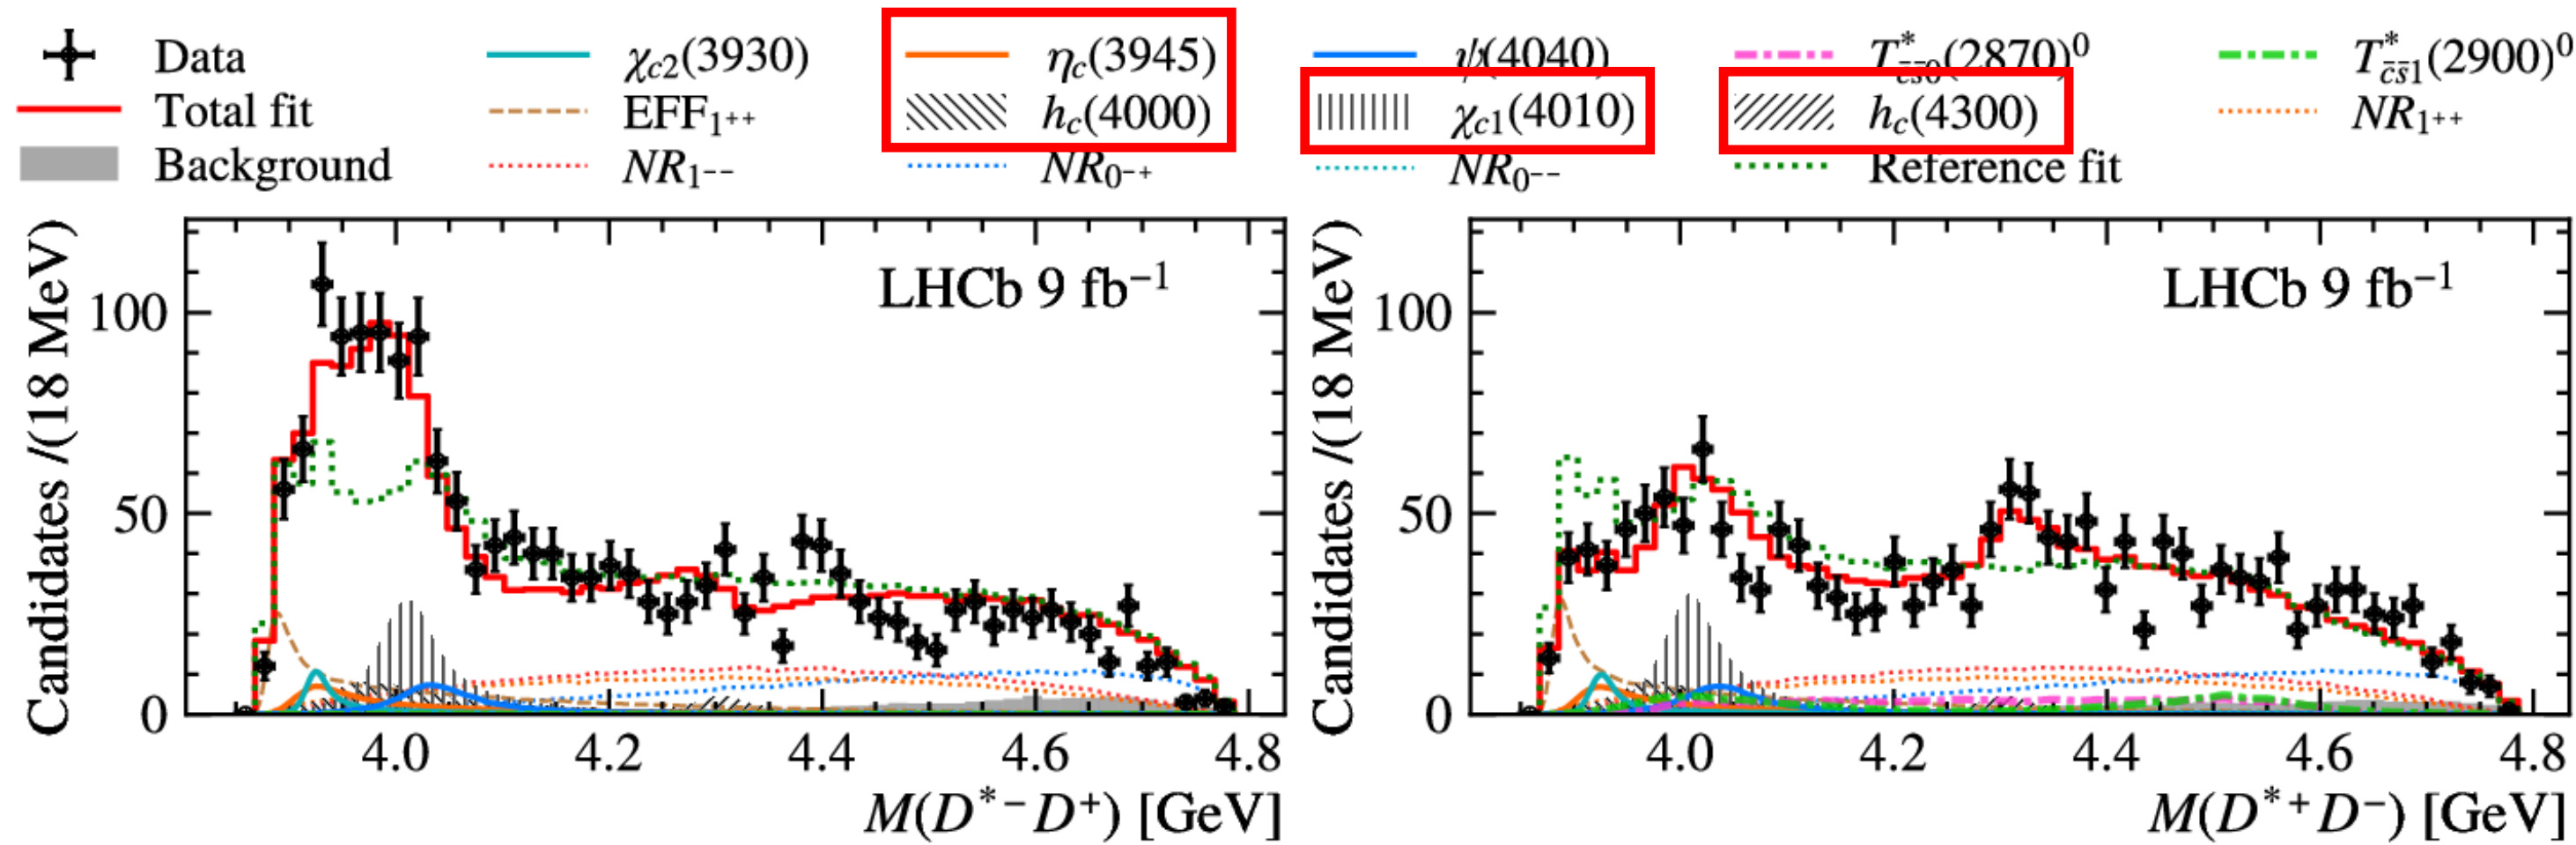 Data χc2(3930) ηc(3945) ψ(4040) T*c̄s̄0(2870)⁰ T*c̄s̄1(2900)⁰
Total fit EFF1++ hc(4000) χc1(4010) hc(4300) NR1++
Background NR1-- NR0-+ NR0-- Reference fit
LHCb 9 fb⁻¹
Candidates /(18 MeV)
100
50
0
4.0 4.2 4.4 4.6 4.8
M(D*−D+) [GeV]
LHCb 9 fb⁻¹
Candidates /(18 MeV)
100
50
0
4.0 4.2 4.4 4.6 4.8
M(D*+D−) [GeV]